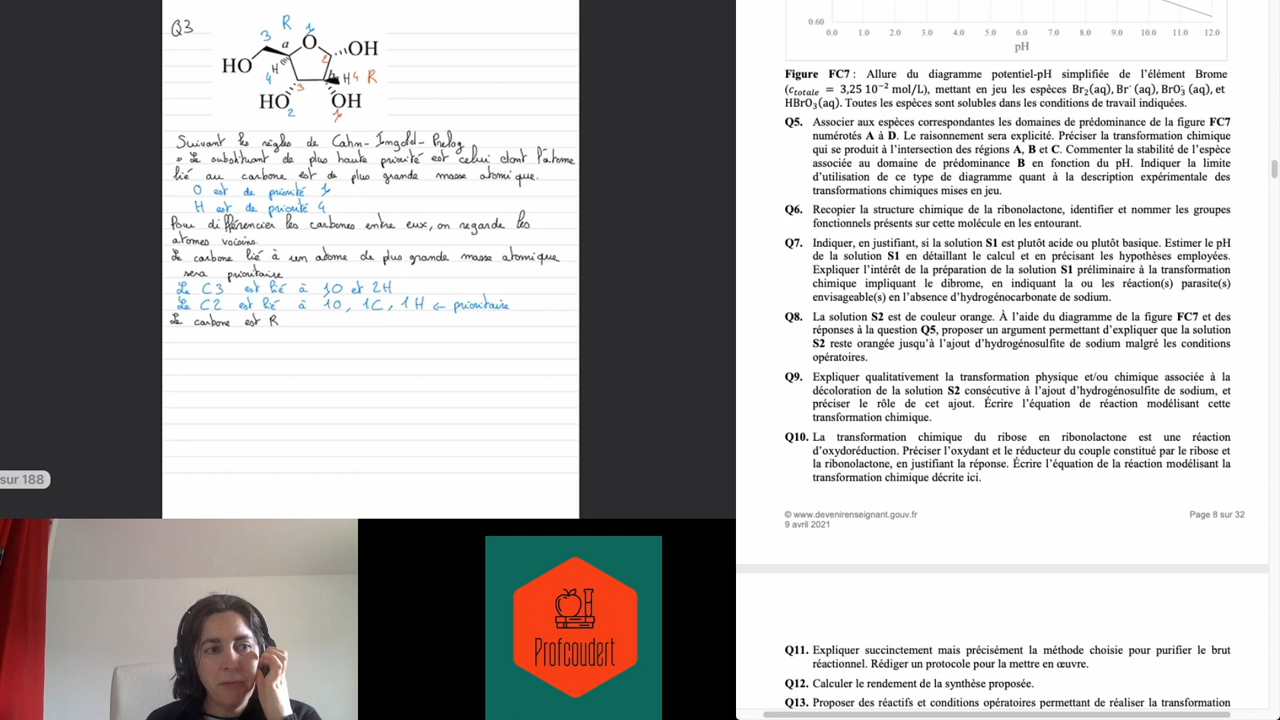 Q3
R
3
a
1
O
OH
2
HO
H
4
H4 R
3
HO
OH
2
1
Suivant les règles de Cahn-Imgold-Prelog
• Le substituant de plus haute priorité est celui dont l'atome
lié au carbone est de plus grande masse atomique.
O est de priorité 1
H est de priorité 4
Pour différencier les carbones entre eux, on regarde les
atomes voisins
Le carbone lié à un atome de plus grande masse atomique
sera prioritaire
Le C3 est lié à 1O et 2H
Le C2 est lié à 1O, 1C, 1H ← prioritaire
Le carbone est R
sur 188
Profcoudert
0.60
0.0 1.0 2.0 3.0 4.0 5.0 6.0 7.0 8.0 9.0 10.0 11.0 12.0
pH
Figure FC7 : Allure du diagramme potentiel-pH simplifiée de l'élément Brome
(ctotale = 3,25 10⁻² mol/L), mettant en jeu les espèces Br₂(aq), Br⁻(aq), BrO₃⁻(aq), et
HBrO₃(aq). Toutes les espèces sont solubles dans les conditions de travail indiquées.
Q5. Associer aux espèces correspondantes les domaines de prédominance de la figure FC7
numérotés A à D. Le raisonnement sera explicité. Préciser la transformation chimique
qui se produit à l'intersection des régions A, B et C. Commenter la stabilité de l'espèce
associée au domaine de prédominance B en fonction du pH. Indiquer la limite
d'utilisation de ce type de diagramme quant à la description expérimentale des
transformations chimiques mises en jeu.
Q6. Recopier la structure chimique de la ribonolactone, identifier et nommer les groupes
fonctionnels présents sur cette molécule en les entourant.
Q7. Indiquer, en justifiant, si la solution S1 est plutôt acide ou plutôt basique. Estimer le pH
de la solution S1 en détaillant le calcul et en précisant les hypothèses employées.
Expliquer l'intérêt de la préparation de la solution S1 préliminaire à la transformation
chimique impliquant le dibrome, en indiquant la ou les réaction(s) parasite(s)
envisageable(s) en l'absence d'hydrogénocarbonate de sodium.
Q8. La solution S2 est de couleur orange. À l'aide du diagramme de la figure FC7 et des
réponses à la question Q5, proposer un argument permettant d'expliquer que la solution
S2 reste orangée jusqu'à l'ajout d'hydrogénosulfite de sodium malgré les conditions
opératoires.
Q9. Expliquer qualitativement la transformation physique et/ou chimique associée à la
décoloration de la solution S2 consécutive à l'ajout d'hydrogénosulfite de sodium, et
préciser le rôle de cet ajout. Écrire l'équation de réaction modélisant cette
transformation chimique.
Q10. La transformation chimique du ribose en ribonolactone est une réaction
d'oxydoréduction. Préciser l'oxydant et le réducteur du couple constitué par le ribose et
la ribonolactone, en justifiant la réponse. Écrire l'équation de la réaction modélisant la
transformation chimique décrite ici.
© www.devenirenseignant.gouv.fr Page 8 sur 32
9 avril 2021
Q11. Expliquer succinctement mais précisément la méthode choisie pour purifier le brut
réactionnel. Rédiger un protocole pour la mettre en œuvre.
Q12. Calculer le rendement de la synthèse proposée.
Q13. Proposer des réactifs et conditions opératoires permettant de réaliser la transformation